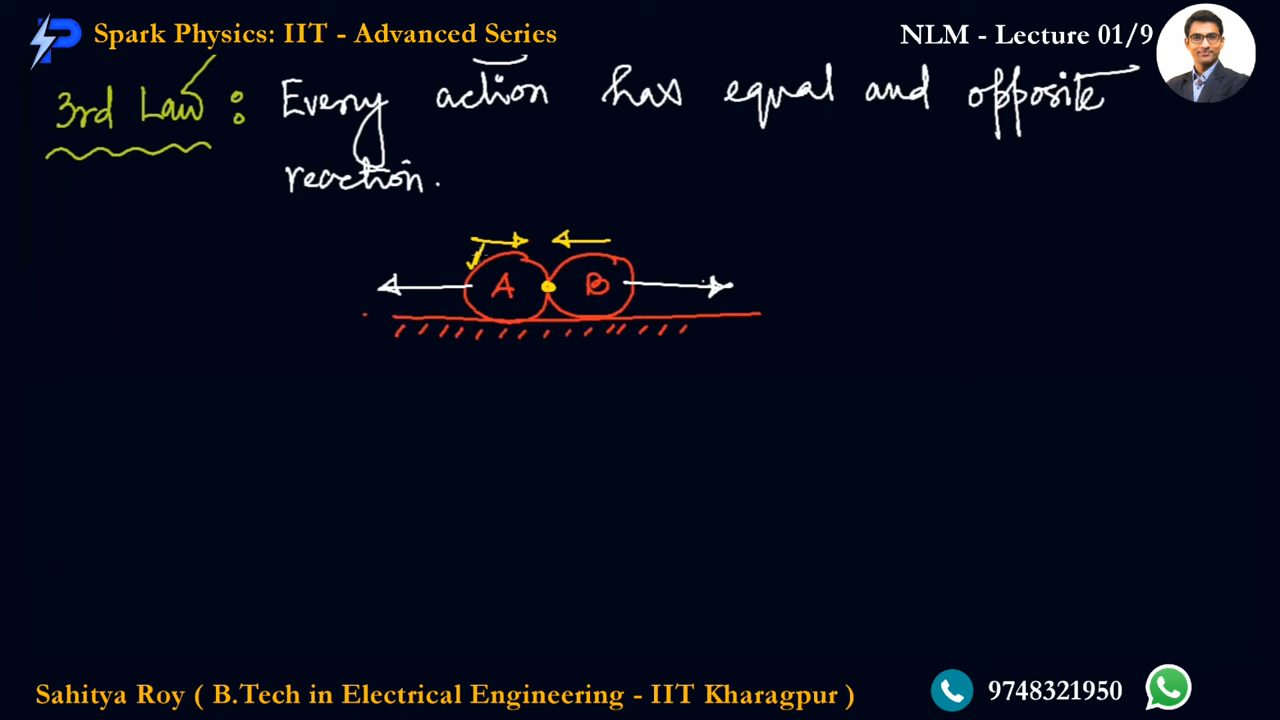 Spark Physics: IIT - Advanced Series
NLM - Lecture 01/9
3rd Law : Every action has equal and opposite
reaction.
A B
Sahitya Roy ( B.Tech in Electrical Engineering - IIT Kharagpur )
9748321950